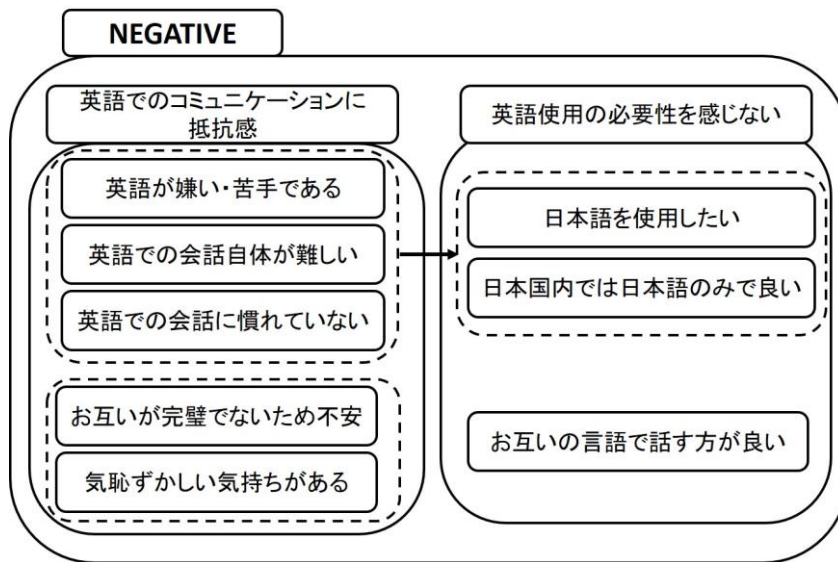 NEGATIVE
英語でのコミュニケーションに
抵抗感
英語が嫌い・苦手である
英語での会話自体が難しい
英語での会話に慣れていない
お互いが完璧でないため不安
気恥ずかしい気持ちがある
英語使用の必要性を感じない
日本語を使用したい
日本国内では日本語のみで良い
お互いの言語で話す方が良い